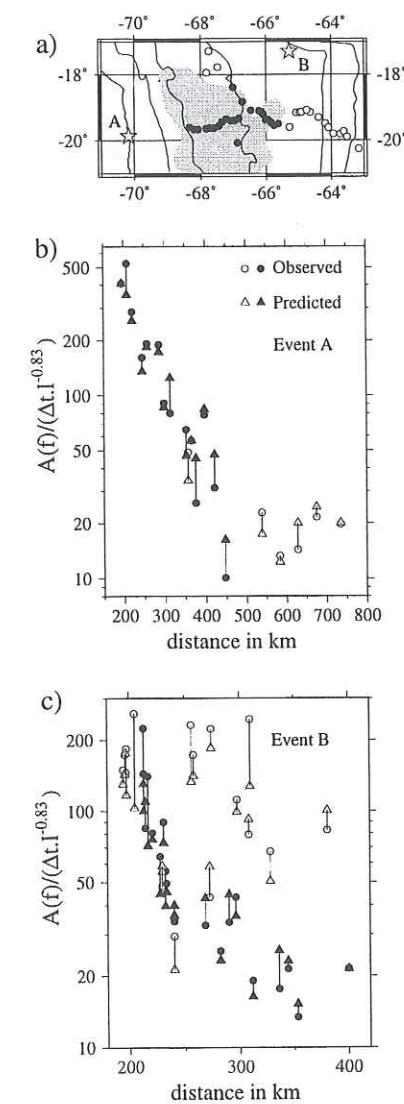 a)
-70° -68° -66° -64°
-18° -18°
B
A
-20° -20°
-70° -68° -66° -64°
b)
500
200
100
50
20
10
A(f)/(Δt.I^-0.83)
○ ● Observed
△ ▲ Predicted
Event A
200 300 400 500 600 700 800
distance in km
c)
200
100
50
20
10
A(f)/(Δt.I^-0.83)
Event B
200 300 400
distance in km